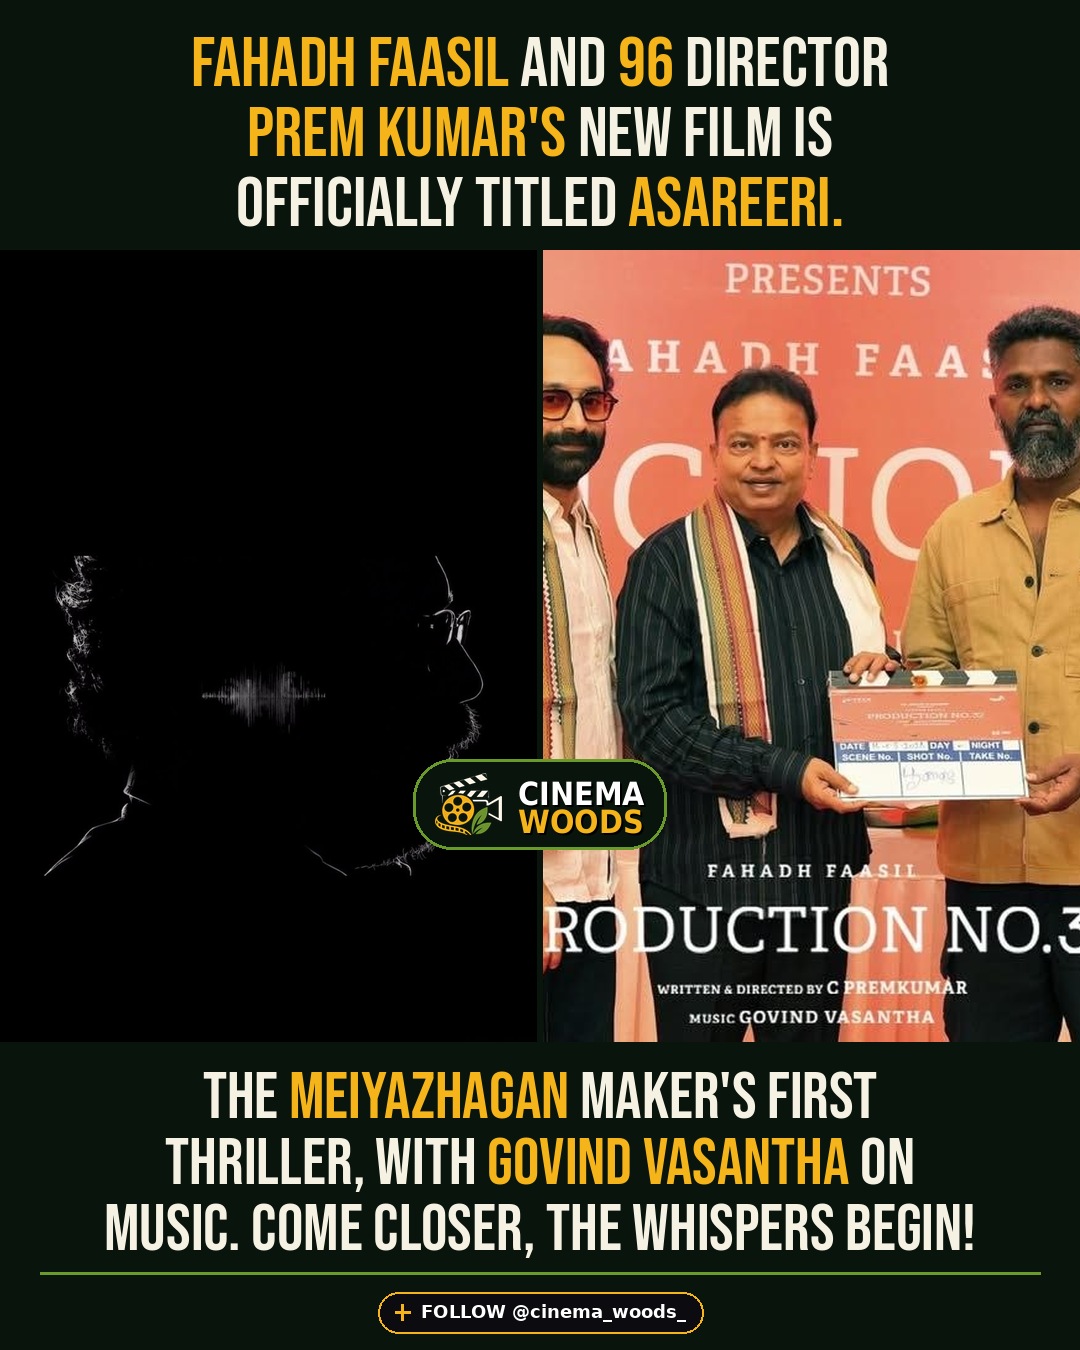 FAHADH FAASIL AND 96 DIRECTOR
PREM KUMAR'S NEW FILM IS
OFFICIALLY TITLED ASAREERI.
PRESENTS
AHADH FAAS
PRODUCTION NO.3
DATE DAY NIGHT
SCENE No. SHOT No. TAKE No.
CINEMA
WOODS
FAHADH FAASIL
RODUCTION NO.3
WRITTEN & DIRECTED BY C PREMKUMAR
MUSIC GOVIND VASANTHA
THE MEIYAZHAGAN MAKER'S FIRST
THRILLER, WITH GOVIND VASANTHA ON
MUSIC. COME CLOSER, THE WHISPERS BEGIN!
+ FOLLOW @cinema_woods_